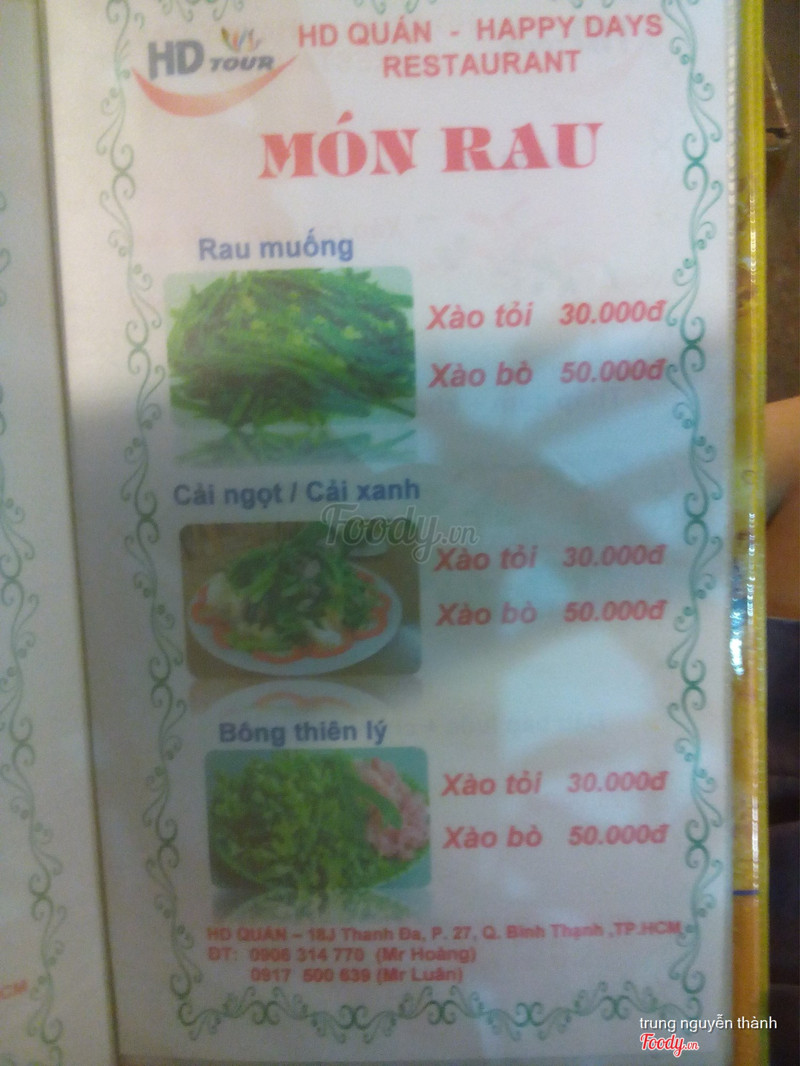 HD TOUR
HD QUÁN - HAPPY DAYS
RESTAURANT
MÓN RAU
Rau muống
Xào tỏi 30.000đ
Xào bò 50.000đ
Cải ngọt / Cải xanh
Foody.vn
Xào tỏi 30.000đ
Xào bò 50.000đ
Bông thiên lý
Xào tỏi 30.000đ
Xào bò 50.000đ
HD QUÁN – 18J Thanh Đa, P. 27, Q. Bình Thạnh ,TP.HCM
ĐT: 0906 314 770 (Mr Hoàng)
0917 500 639 (Mr Luân)
CM
trung nguyễn thành
Foody.vn